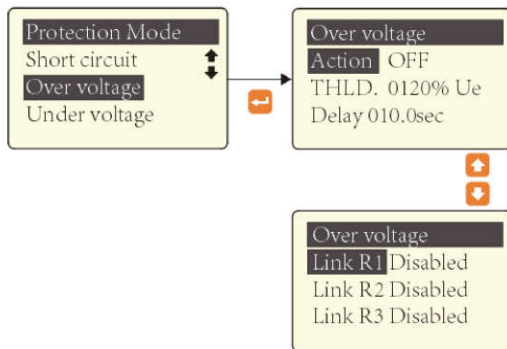 Protection Mode
Short circuit
Over voltage
Under voltage
Over voltage
Action OFF
THLD. 0120% Ue
Delay 010.0sec
Over voltage
Link R1 Disabled
Link R2 Disabled
Link R3 Disabled